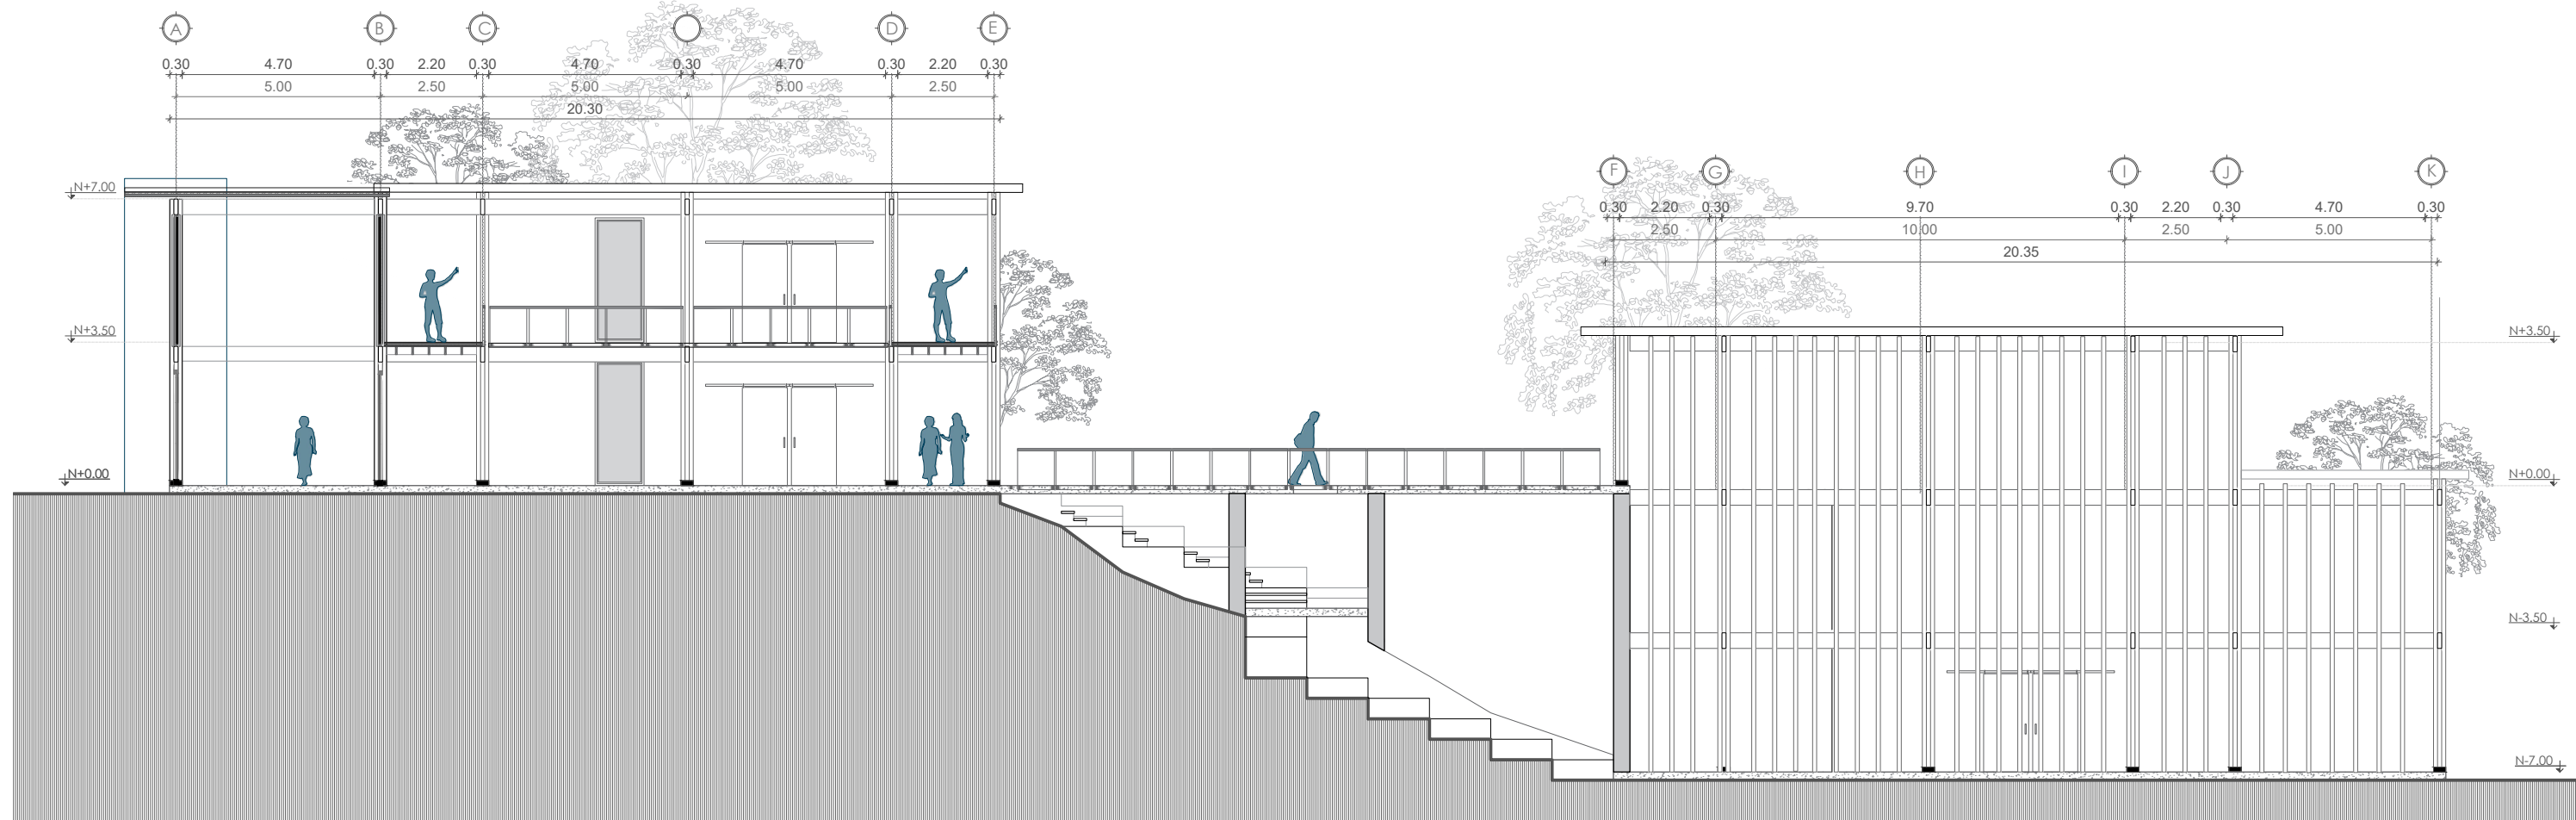 A B C D E
0.30 4.70 0.30 2.20 0.30 4.70 0.30 4.70 0.30 2.20 0.30
5.00 2.50 5.00 5.00 2.50
20.30
N+7.00
N+3.50
N+0.00
F G H I J K
0.30 2.20 0.30 9.70 0.30 2.20 0.30 4.70 0.30
2.50 10.00 2.50 5.00
20.35
N+3.50
N+0.00
N-3.50
N-7.00